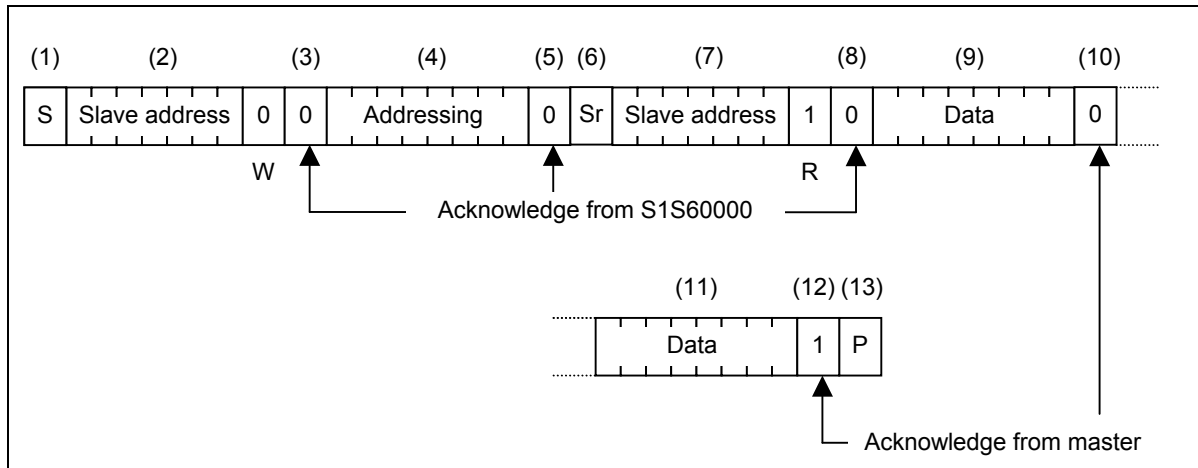 (1) (2) (3) (4) (5) (6) (7) (8) (9) (10)
S Slave address 0 0 Addressing 0 Sr Slave address 1 0 Data 0
W R
Acknowledge from S1S60000
(11) (12) (13)
Data 1 P
Acknowledge from master